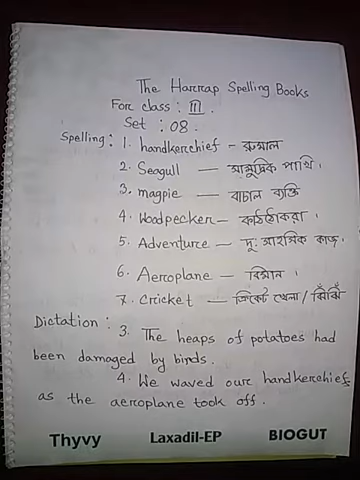 The Harrap Spelling Books
For class : III
Set : 08.
Spelling : 1. handkerchief - রুমাল
2. Seagull — সামুদ্রিক পাখি।
3. magpie — বাচাল ব্যক্তি
4. Woodpecker — কাঠঠোকরা।
5. Adventure — দুঃসাহসিক কাজ।
6. Aeroplane — বিমান।
7. Cricket — ক্রিকেট খেলা / ঝিঁঝিঁ
Dictation : 3. The heaps of potatoes had
been damaged by birds.
4. We waved our handkerchiefs
as the aeroplane took off.
Thyvy Laxadil-EP BIOGUT